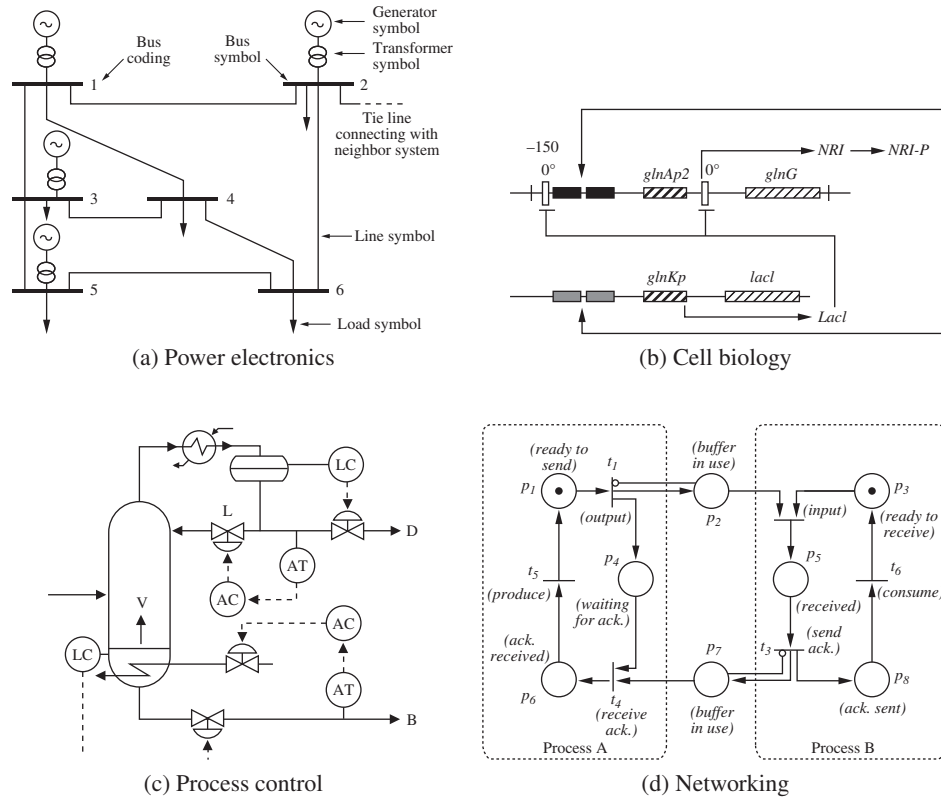 Generator
symbol
Transformer
symbol
Bus
coding
Bus
symbol
1
2
Tie line
connecting with
neighbor system
3
4
Line symbol
5
6
Load symbol
(a) Power electronics
–150
0°
glnAp2
0°
NRI
NRI-P
glnG
glnKp
lacl
Lacl
(b) Cell biology
LC
L
D
AT
AC
V
AC
LC
AT
B
(c) Process control
(ready to
send)
t1
(buffer
in use)
p1
p2
p3
(output)
(input)
(ready to
receive)
p4
p5
t5
(produce)
t6
(consume)
(waiting
for ack.)
(received)
(ack.
received)
t3
(send
ack.)
p7
p6
t4
(receive
ack.)
(buffer
in use)
p8
(ack. sent)
Process A
Process B
(d) Networking